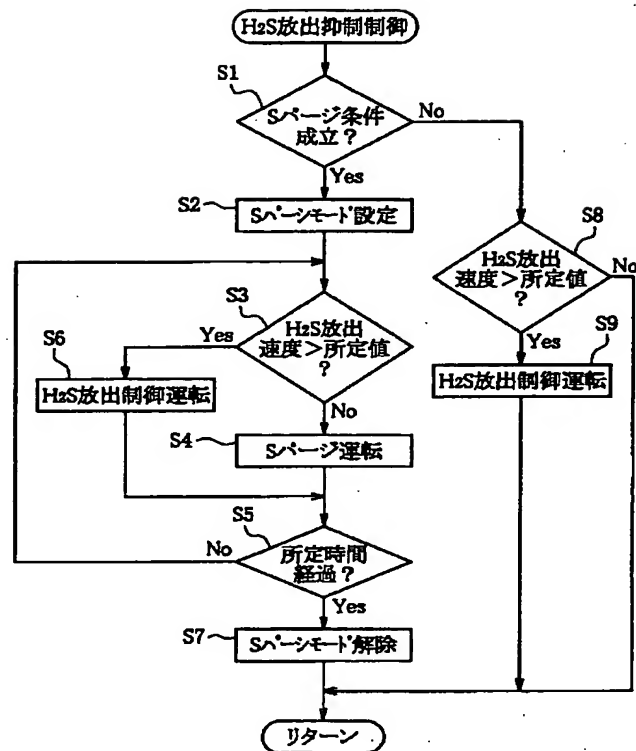 H2S放出抑制制御
S1
Sパージ条件
成立？
No
Yes
S2
Sパージモード設定
S8
H2S放出
速度＞所定値
？
No
S3
H2S放出
速度＞所定値
？
Yes
S6
Yes
S9
H2S放出制御運転
H2S放出制御運転
No
S4
Sパージ運転
S5
所定時間
経過？
No
Yes
S7
Sパージモード解除
リターン